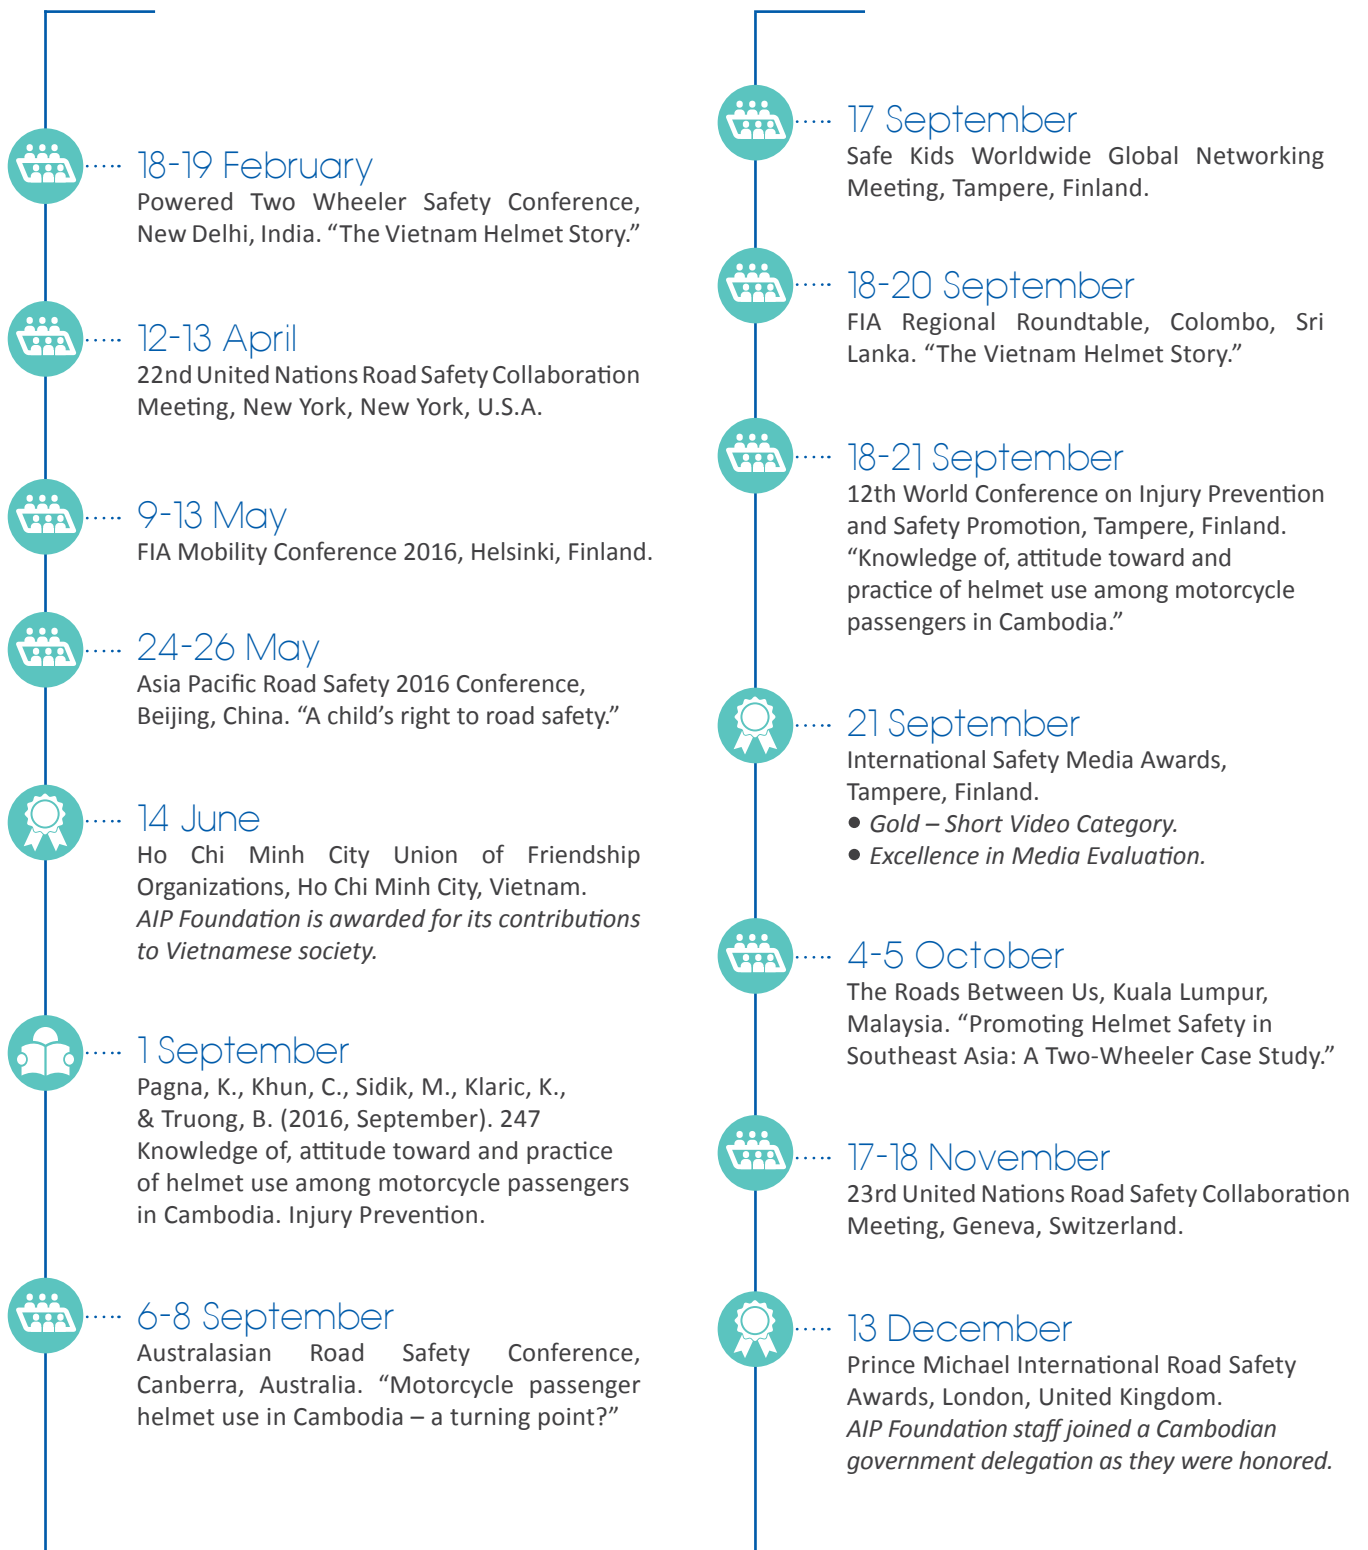 18-19 February
Powered Two Wheeler Safety Conference,
New Delhi, India. “The Vietnam Helmet Story.”
12-13 April
22nd United Nations Road Safety Collaboration
Meeting, New York, New York, U.S.A.
9-13 May
FIA Mobility Conference 2016, Helsinki, Finland.
24-26 May
Asia Pacific Road Safety 2016 Conference,
Beijing, China. “A child’s right to road safety.”
14 June
Ho Chi Minh City Union of Friendship
Organizations, Ho Chi Minh City, Vietnam.
AIP Foundation is awarded for its contributions
to Vietnamese society.
1 September
Pagna, K., Khun, C., Sidik, M., Klaric, K.,
& Truong, B. (2016, September). 247
Knowledge of, attitude toward and practice
of helmet use among motorcycle passengers
in Cambodia. Injury Prevention.
6-8 September
Australasian Road Safety Conference,
Canberra, Australia. “Motorcycle passenger
helmet use in Cambodia – a turning point?”
17 September
Safe Kids Worldwide Global Networking
Meeting, Tampere, Finland.
18-20 September
FIA Regional Roundtable, Colombo, Sri
Lanka. “The Vietnam Helmet Story.”
18-21 September
12th World Conference on Injury Prevention
and Safety Promotion, Tampere, Finland.
“Knowledge of, attitude toward and
practice of helmet use among motorcycle
passengers in Cambodia.”
21 September
International Safety Media Awards,
Tampere, Finland.
● Gold – Short Video Category.
● Excellence in Media Evaluation.
4-5 October
The Roads Between Us, Kuala Lumpur,
Malaysia. “Promoting Helmet Safety in
Southeast Asia: A Two-Wheeler Case Study.”
17-18 November
23rd United Nations Road Safety Collaboration
Meeting, Geneva, Switzerland.
13 December
Prince Michael International Road Safety
Awards, London, United Kingdom.
AIP Foundation staff joined a Cambodian
government delegation as they were honored.